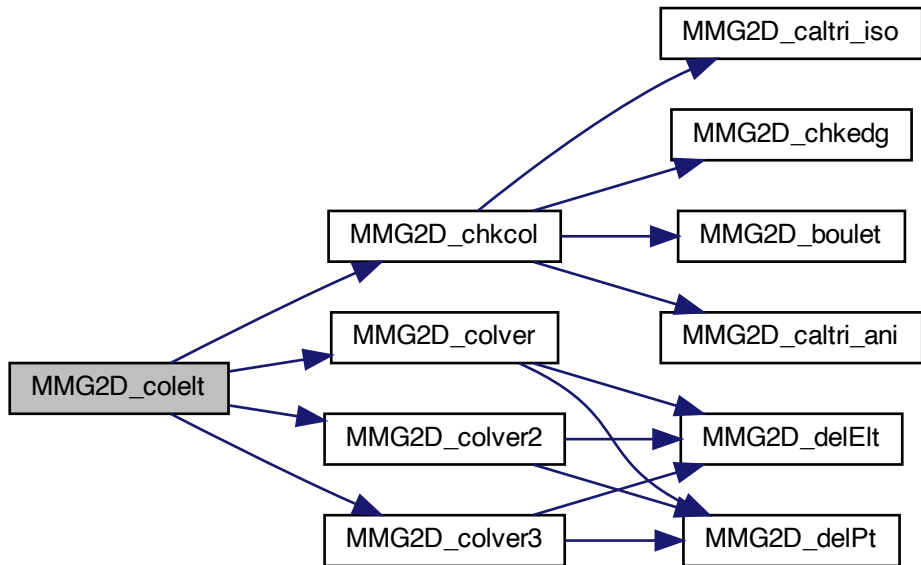 MMG2D_caltri_iso
MMG2D_chkedg
MMG2D_chkcol
MMG2D_boulet
MMG2D_colver
MMG2D_caltri_ani
MMG2D_colelt
MMG2D_colver2
MMG2D_delElt
MMG2D_colver3
MMG2D_delPt